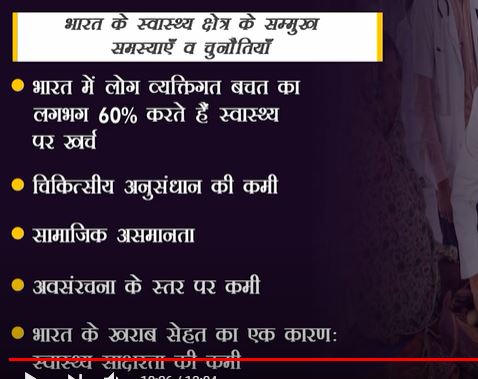 भारत के स्वास्थ्य क्षेत्र के सम्मुख
समस्याएँ व चुनौतियाँ
भारत में लोग व्यक्तिगत बचत का
लगभग 60% करते हैं स्वास्थ्य
पर खर्च
चिकित्सीय अनुसंधान की कमी
सामाजिक असमानता
अवसंरचना के स्तर पर कमी
भारत के खराब सेहत का एक कारण:
स्वास्थ्य साक्षरता की कमी